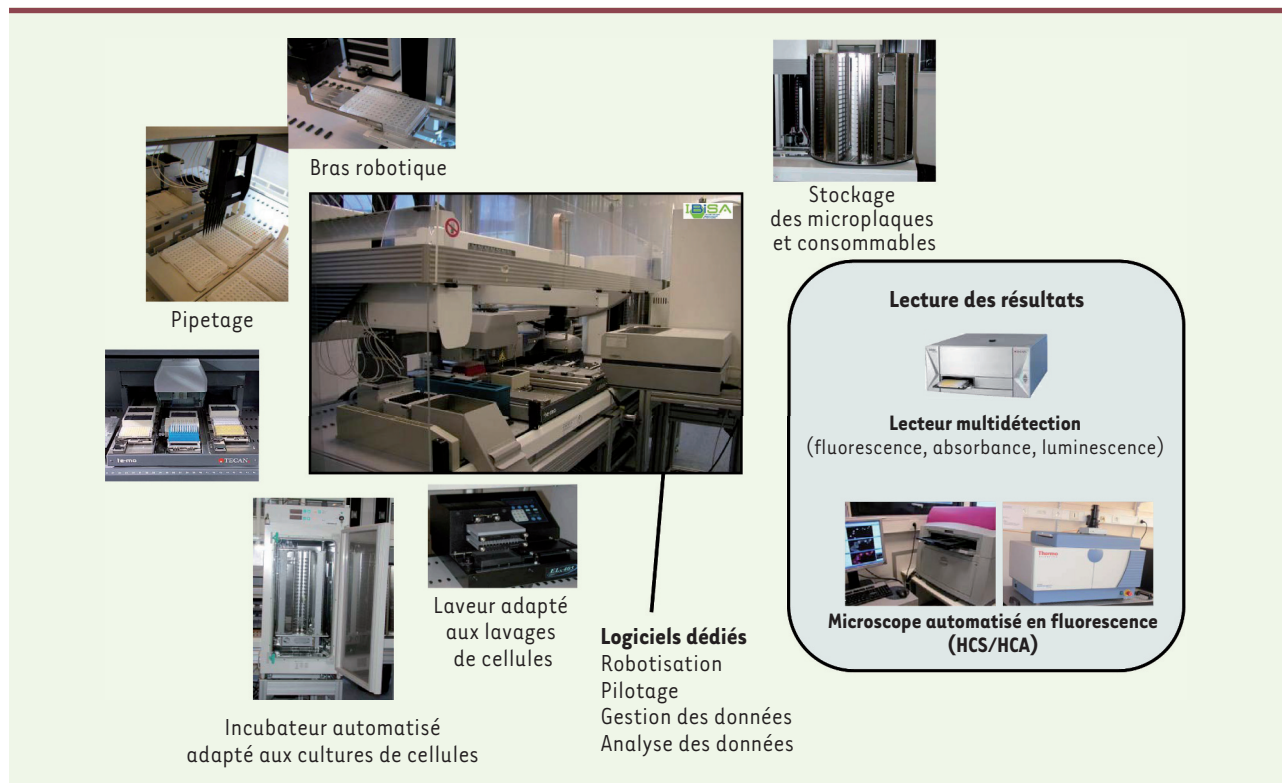 Bras robotique
Stockage
des microplaques
et consommables
IBiSA
Pipetage
Lecture des résultats
Lecteur multidétection
(fluorescence, absorbance, luminescence)
TECAN
Thermo
Microscope automatisé en fluorescence
(HCS/HCA)
Laveur adapté
aux lavages
de cellules
Logiciels dédiés
Robotisation
Pilotage
Gestion des données
Analyse des données
Incubateur automatisé
adapté aux cultures de cellules